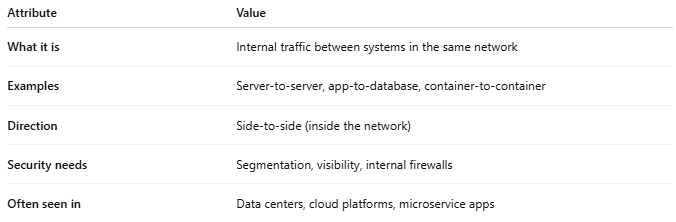 Attribute Value
What it is Internal traffic between systems in the same network
Examples Server-to-server, app-to-database, container-to-container
Direction Side-to-side (inside the network)
Security needs Segmentation, visibility, internal firewalls
Often seen in Data centers, cloud platforms, microservice apps